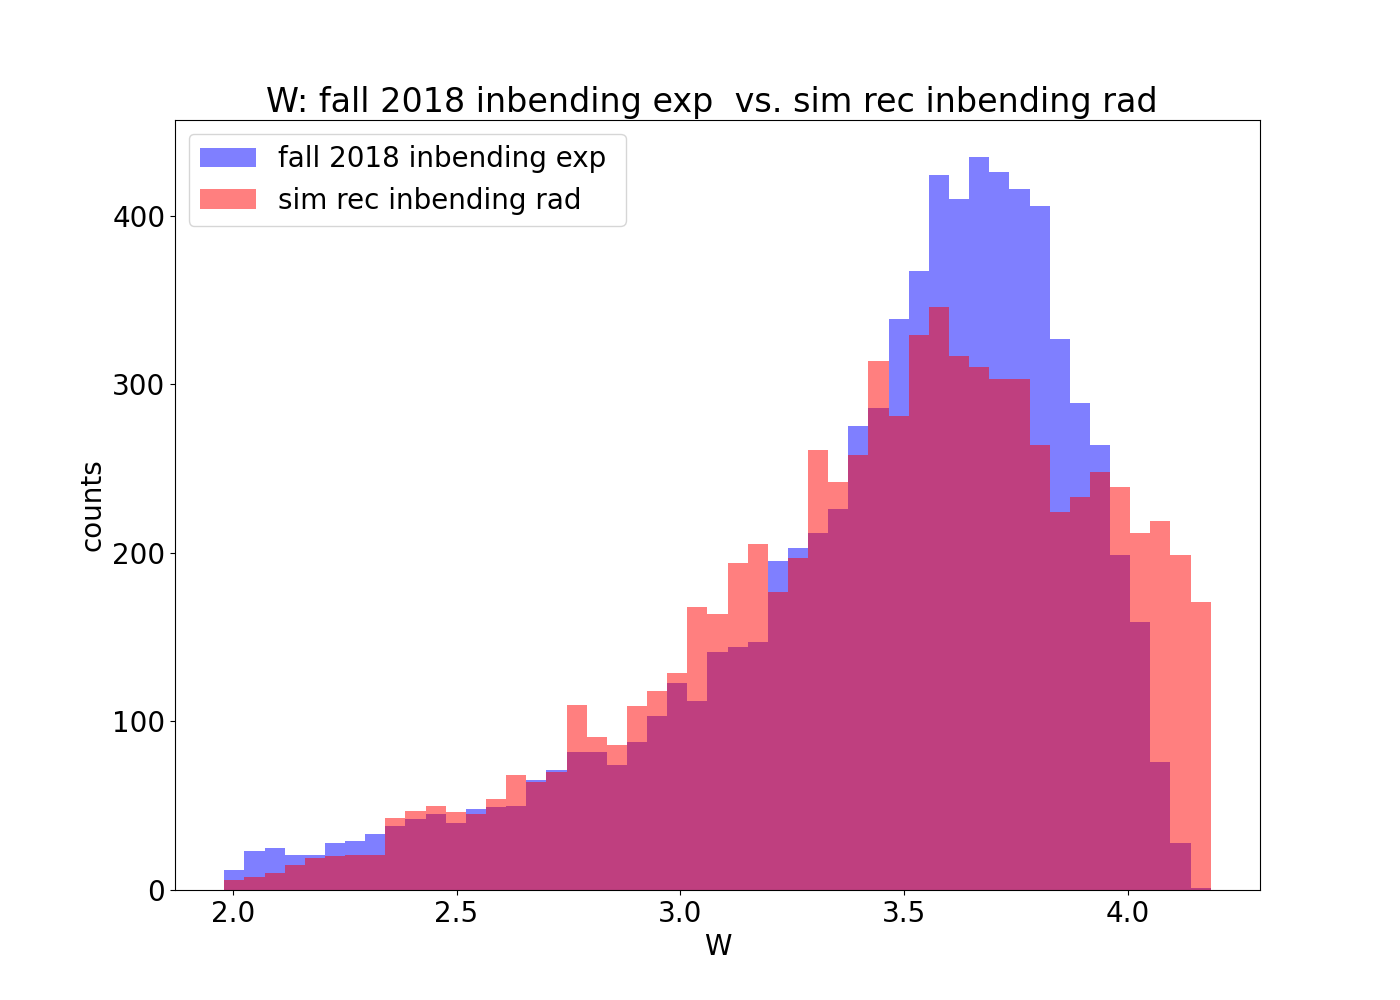 W: fall 2018 inbending exp  vs. sim rec inbending rad
fall 2018 inbending exp
sim rec inbending rad
400
300
200
100
0
counts
2.0 2.5 3.0 3.5 4.0
W